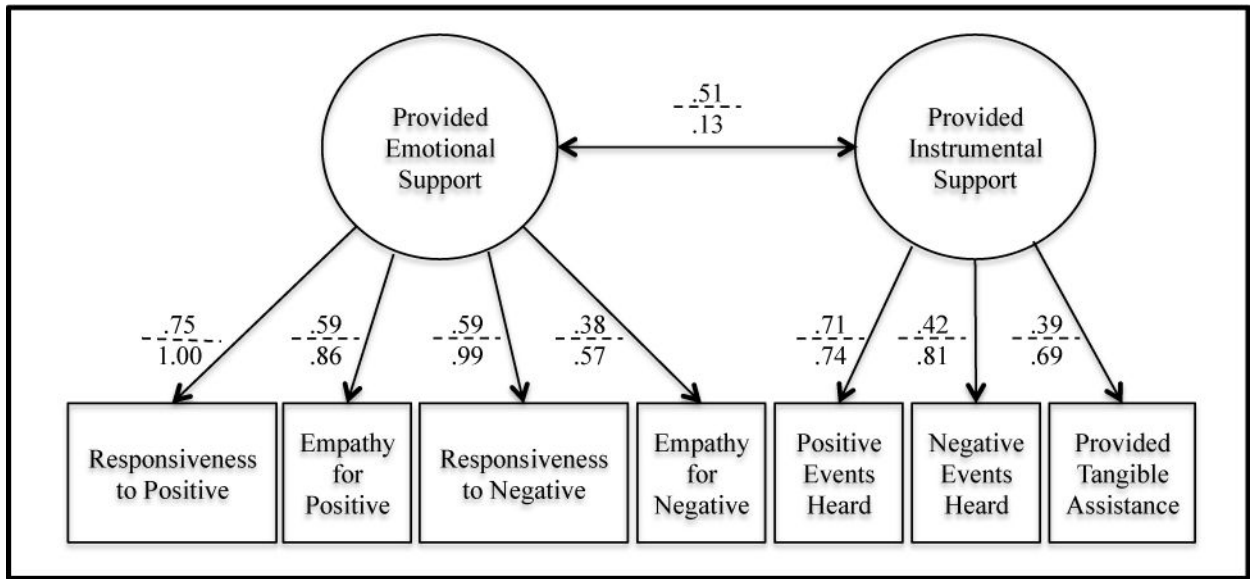 Provided
Emotional
Support
.51
.13
Provided
Instrumental
Support
.75
1.00
.59
.86
.59
.99
.38
.57
.71
.74
.42
.81
.39
.69
Responsiveness
to Positive
Empathy
for
Positive
Responsiveness
to Negative
Empathy
for
Negative
Positive
Events
Heard
Negative
Events
Heard
Provided
Tangible
Assistance